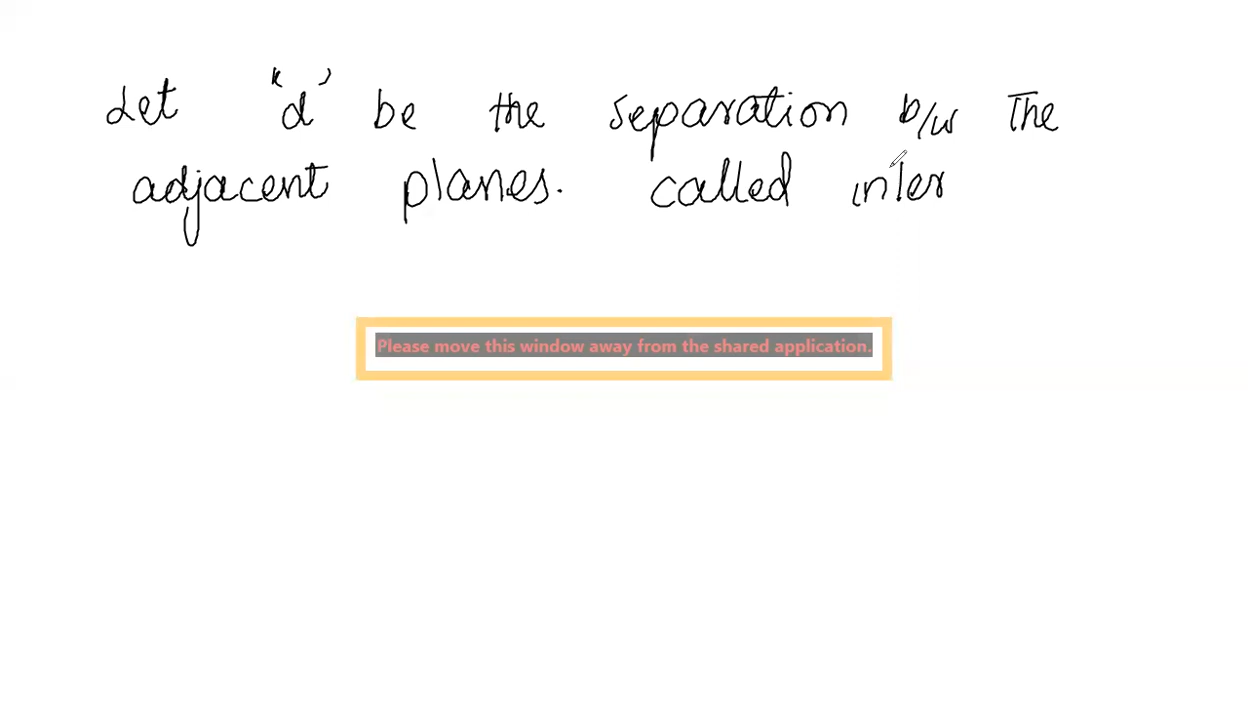 Let "d' be the separation b/w The
adjacent planes. called inter
Please move this window away from the shared application.